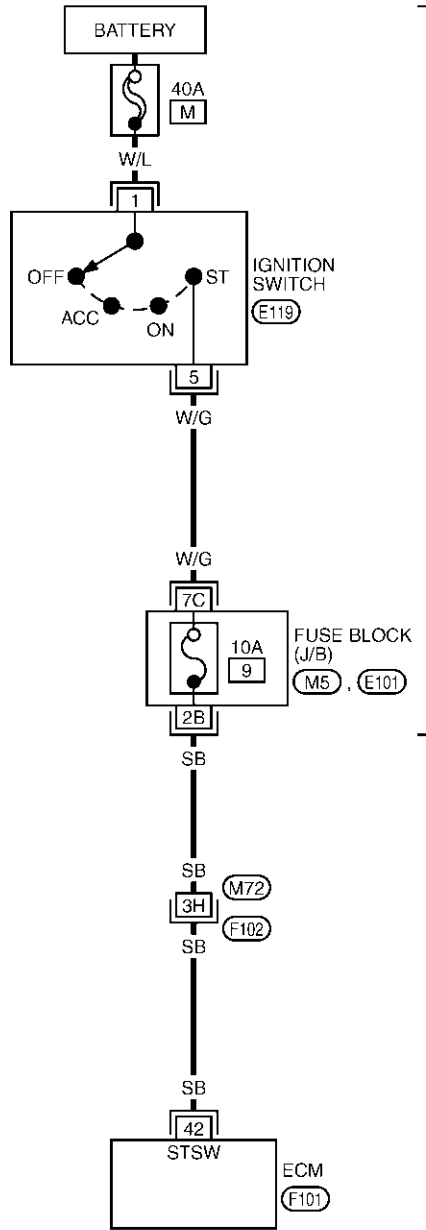 BATTERY
40A
M
W/L
1
OFF
ACC
ON
ST
IGNITION
SWITCH
E119
5
W/G
W/G
7C
10A
9
FUSE BLOCK
(J/B)
M5 , E101
2B
SB
SB
M72
3H
F102
SB
SB
42
STSW
ECM
F101